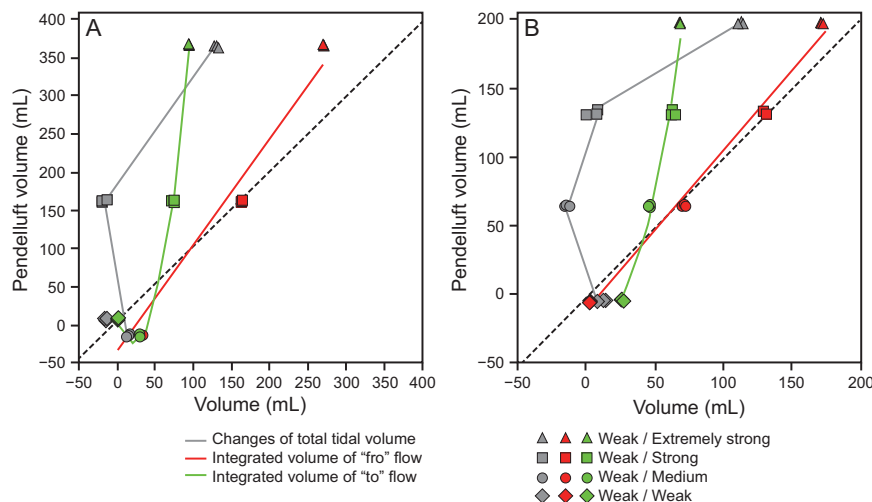 A
B
Pendelluft volume (mL)
400
350
300
250
200
150
100
50
0
−50
−50
0
50
100
150
200
250
300
350
400
Volume (mL)
Pendelluft volume (mL)
200
150
100
50
0
−50
−50
0
50
100
150
200
Volume (mL)
Changes of total tidal volume
Integrated volume of “fro” flow
Integrated volume of “to” flow
Weak / Extremely strong
Weak / Strong
Weak / Medium
Weak / Weak